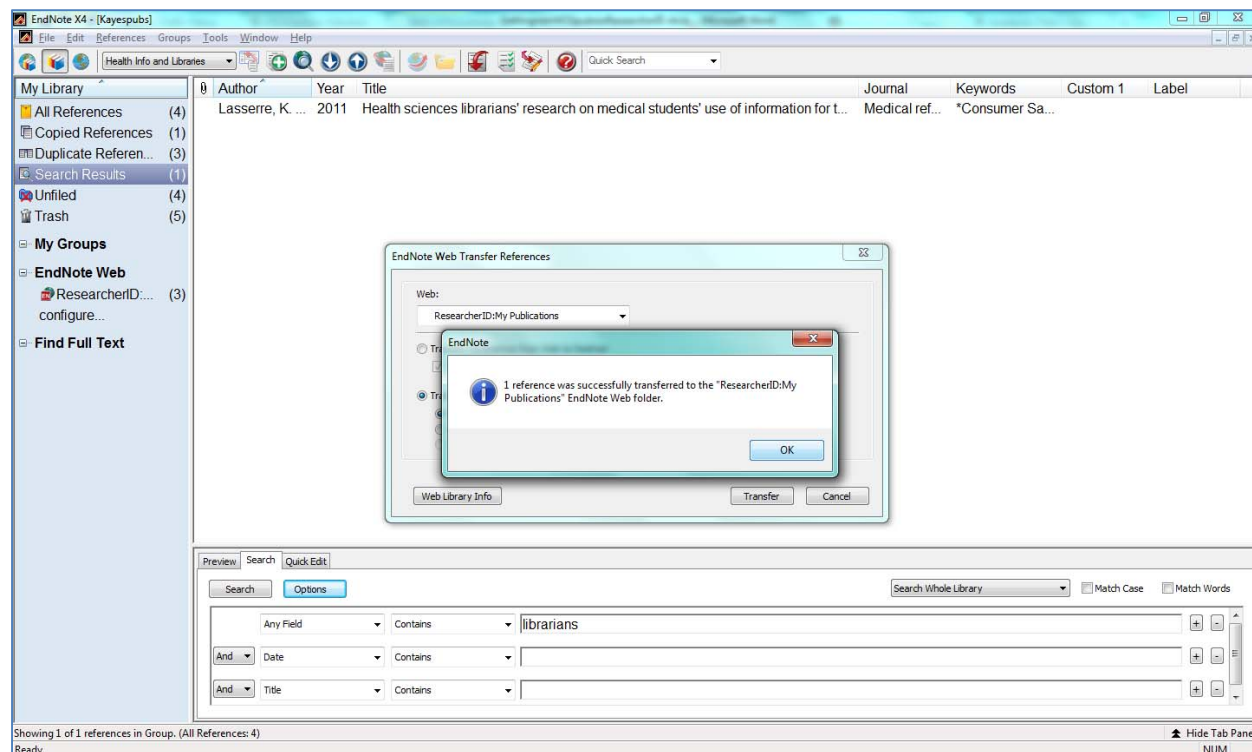 EndNote X4 - [Kayespubs]
File Edit References Groups Tools Window Help
Health Info and Libraries Quick Search
My Library
All References (4)
Copied References (1)
Duplicate Referen... (3)
Search Results (1)
Unfiled (4)
Trash (5)
My Groups
EndNote Web
ResearcherID:... (3)
configure...
Find Full Text
Author Year Title Journal Keywords Custom 1 Label
Lasserre, K. ... 2011 Health sciences librarians' research on medical students' use of information for t... Medical ref... *Consumer Sa...
EndNote Web Transfer References
Web:
ResearcherID:My Publications
EndNote
1 reference was successfully transferred to the "ResearcherID:My
Publications" EndNote Web folder.
OK
Web Library Info Transfer Cancel
Preview Search Quick Edit
Search Options Search Whole Library Match Case Match Words
Any Field Contains librarians + -
And Date Contains + -
And Title Contains + -
Showing 1 of 1 references in Group. (All References: 4) Hide Tab Pane
Ready NUM